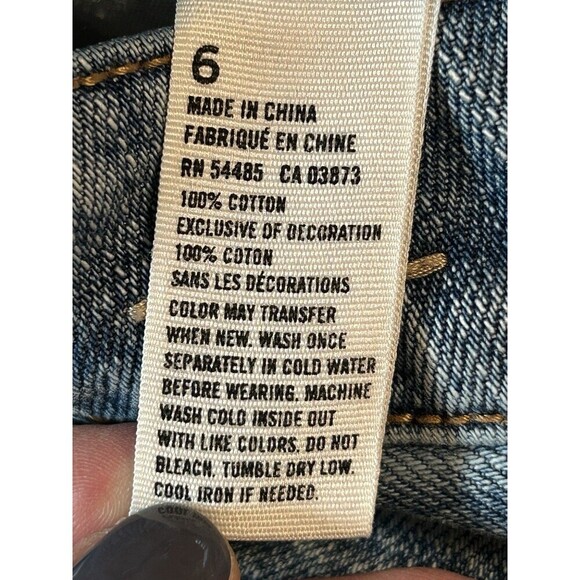 6
MADE IN CHINA
FABRIQUÉ EN CHINE
RN 54485 CA 03873
100% COTTON
EXCLUSIVE OF DECORATION
100% COTON
SANS LES DÉCORATIONS
COLOR MAY TRANSFER
WHEN NEW. WASH ONCE
SEPARATELY IN COLD WATER
BEFORE WEARING. MACHINE
WASH COLD INSIDE OUT
WITH LIKE COLORS. DO NOT
BLEACH. TUMBLE DRY LOW.
COOL IRON IF NEEDED.